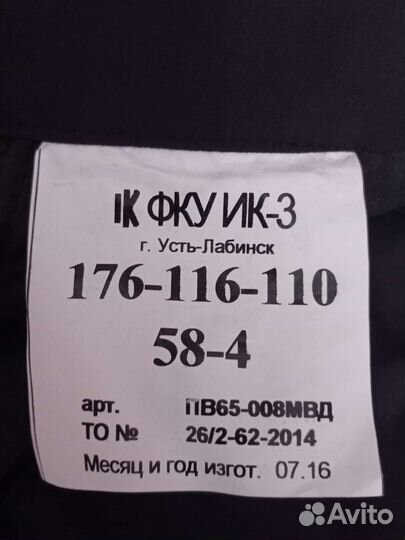 ФКУ ИК-3
г. Усть-Лабинск
176-116-110
58-4
арт. ПВ65-008МВД
ТО № 26/2-62-2014
Месяц и год изгот. 07.16
Avito